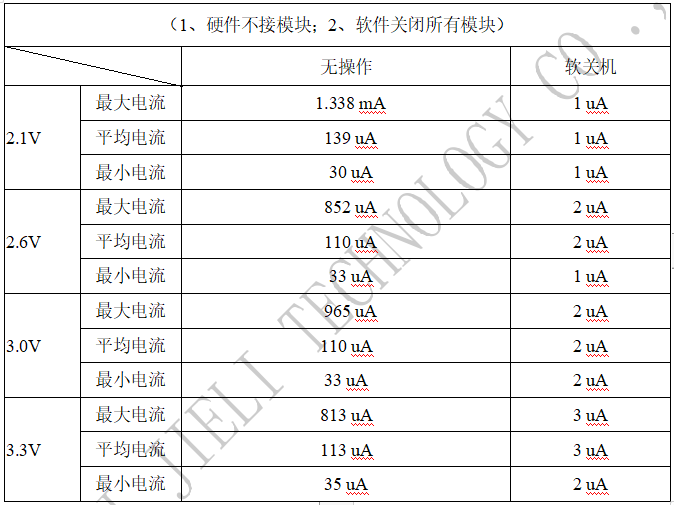 （1、硬件不接模块；2、软件关闭所有模块）
无操作 软关机
2.1V 最大电流 1.338 mA 1 uA
平均电流 139 uA 1 uA
最小电流 30 uA 1 uA
2.6V 最大电流 852 uA 2 uA
平均电流 110 uA 2 uA
最小电流 33 uA 1 uA
3.0V 最大电流 965 uA 2 uA
平均电流 110 uA 2 uA
最小电流 33 uA 2 uA
3.3V 最大电流 813 uA 3 uA
平均电流 113 uA 3 uA
最小电流 35 uA 2 uA
JIELI TECHNOLOGY CO .,